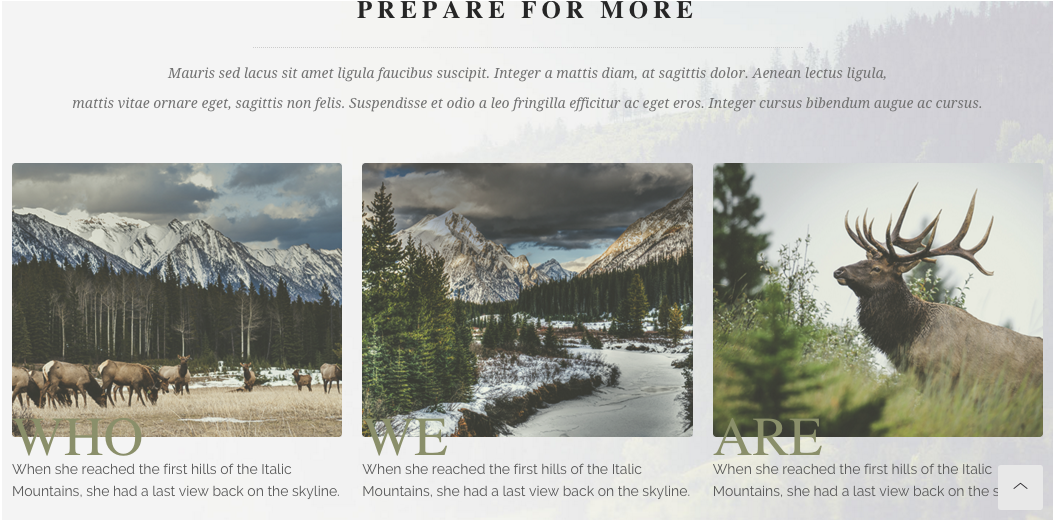 PREPARE FOR MORE
Mauris sed lacus sit amet ligula faucibus suscipit. Integer a mattis diam, at sagittis dolor. Aenean lectus ligula,
mattis vitae ornare eget, sagittis non felis. Suspendisse et odio a leo fringilla efficitur ac eget eros. Integer cursus bibendum augue ac cursus.
WHO
When she reached the first hills of the Italic
Mountains, she had a last view back on the skyline.
WE
When she reached the first hills of the Italic
Mountains, she had a last view back on the skyline.
ARE
When she reached the first hills of the Italic
Mountains, she had a last view back on the